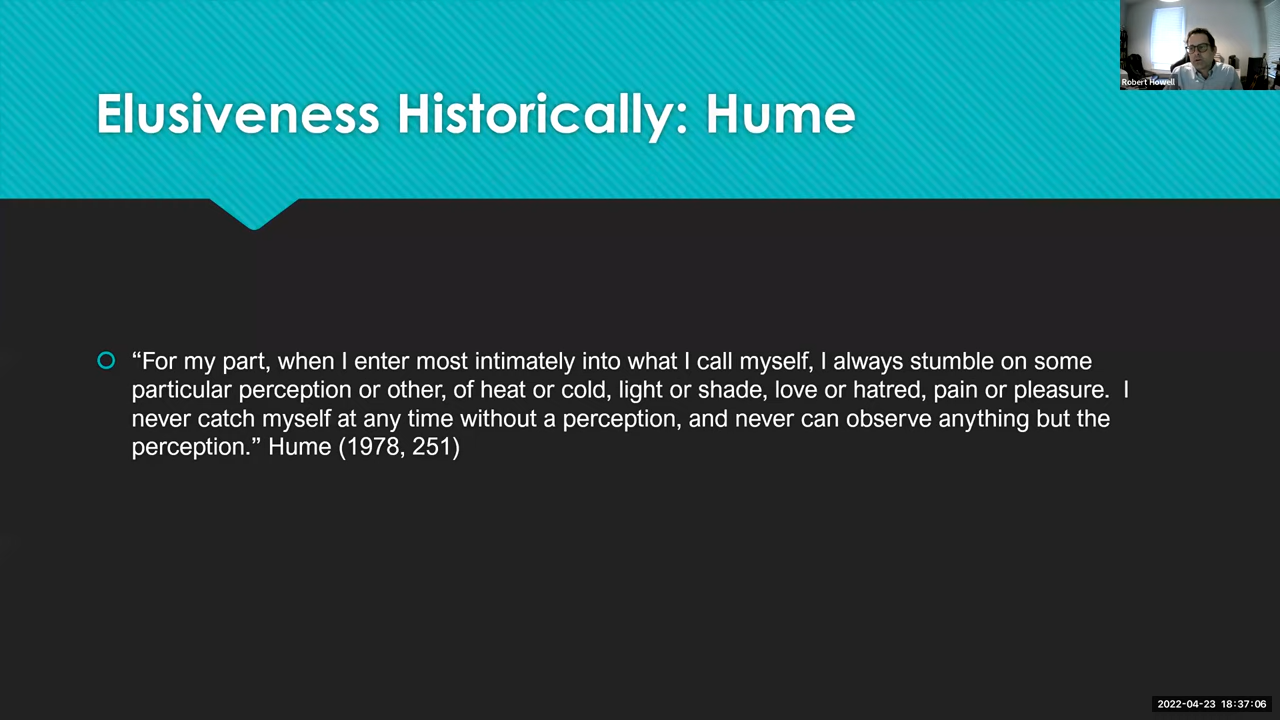 Robert Howell
Elusiveness Historically: Hume
“For my part, when I enter most intimately into what I call myself, I always stumble on some
particular perception or other, of heat or cold, light or shade, love or hatred, pain or pleasure.  I
never catch myself at any time without a perception, and never can observe anything but the
perception.” Hume (1978, 251)
2022-04-23 18:37:06